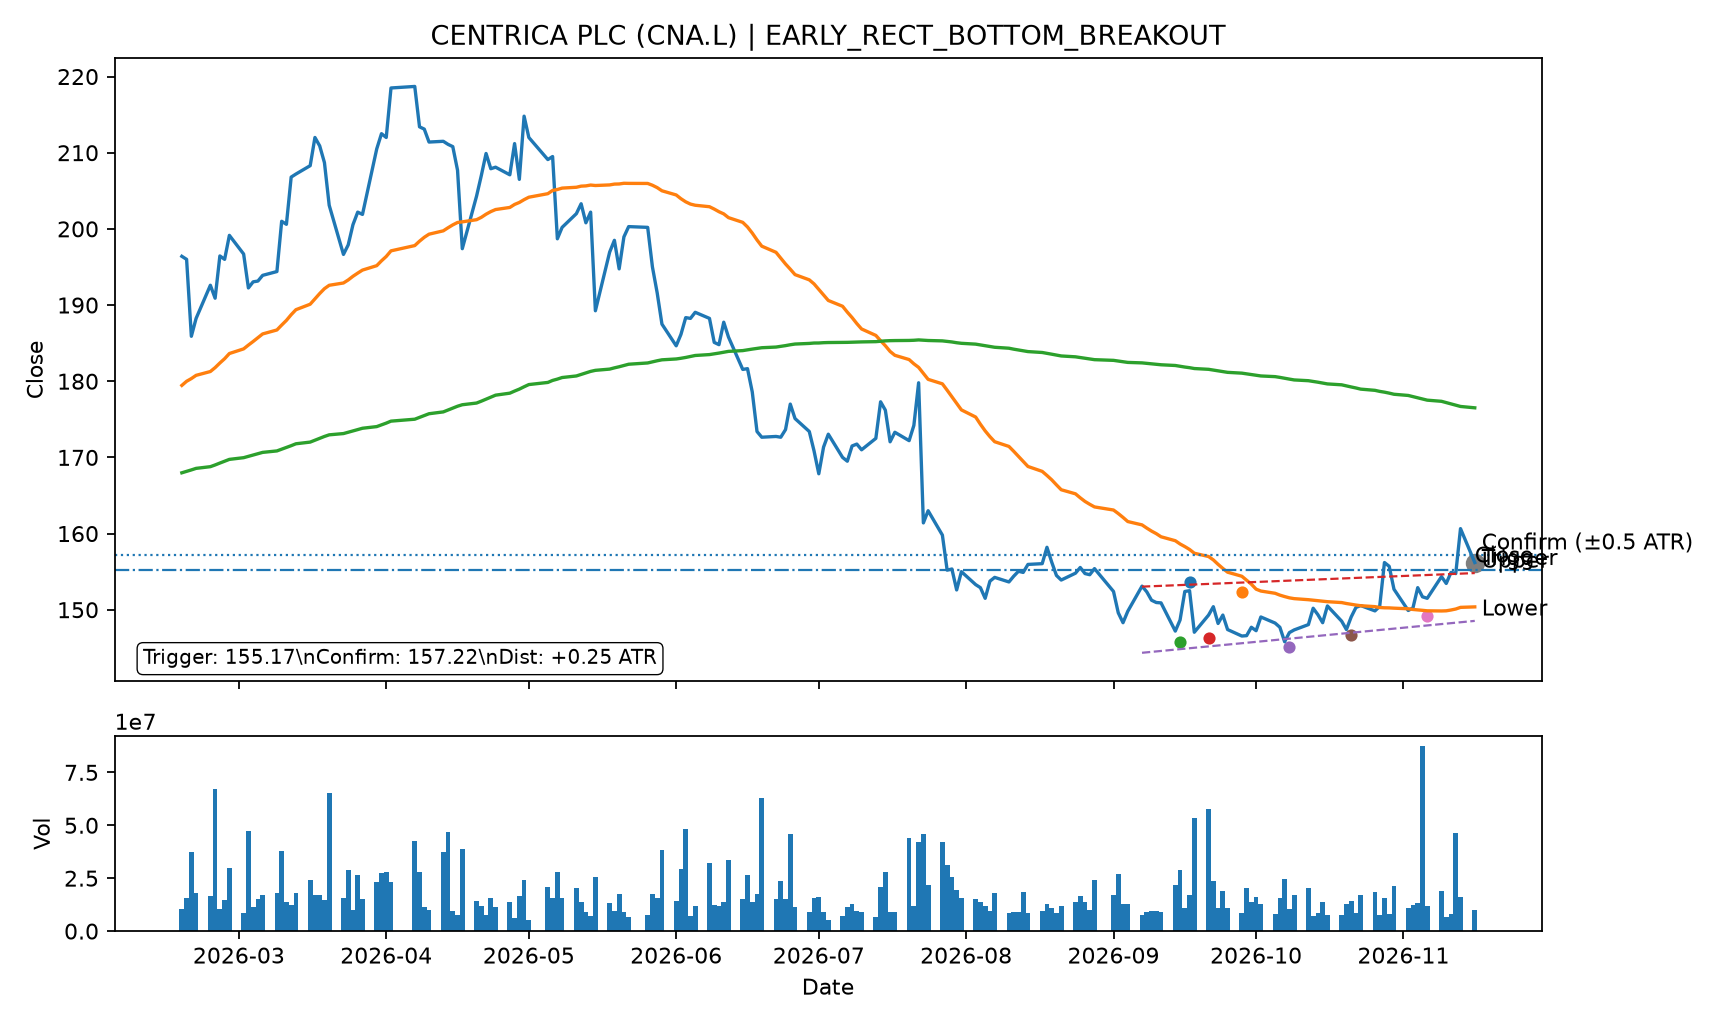 CENTRICA PLC (CNA.L) | EARLY_RECT_BOTTOM_BREAKOUT
Close
220
210
200
190
180
170
160
150
Confirm (±0.5 ATR)
Close
Trigger
Upper
Lower
Trigger: 155.17\nConfirm: 157.22\nDist: +0.25 ATR
1e7
Vol
7.5
5.0
2.5
0.0
2026-03
2026-04
2026-05
2026-06
2026-07
2026-08
2026-09
2026-10
2026-11
Date